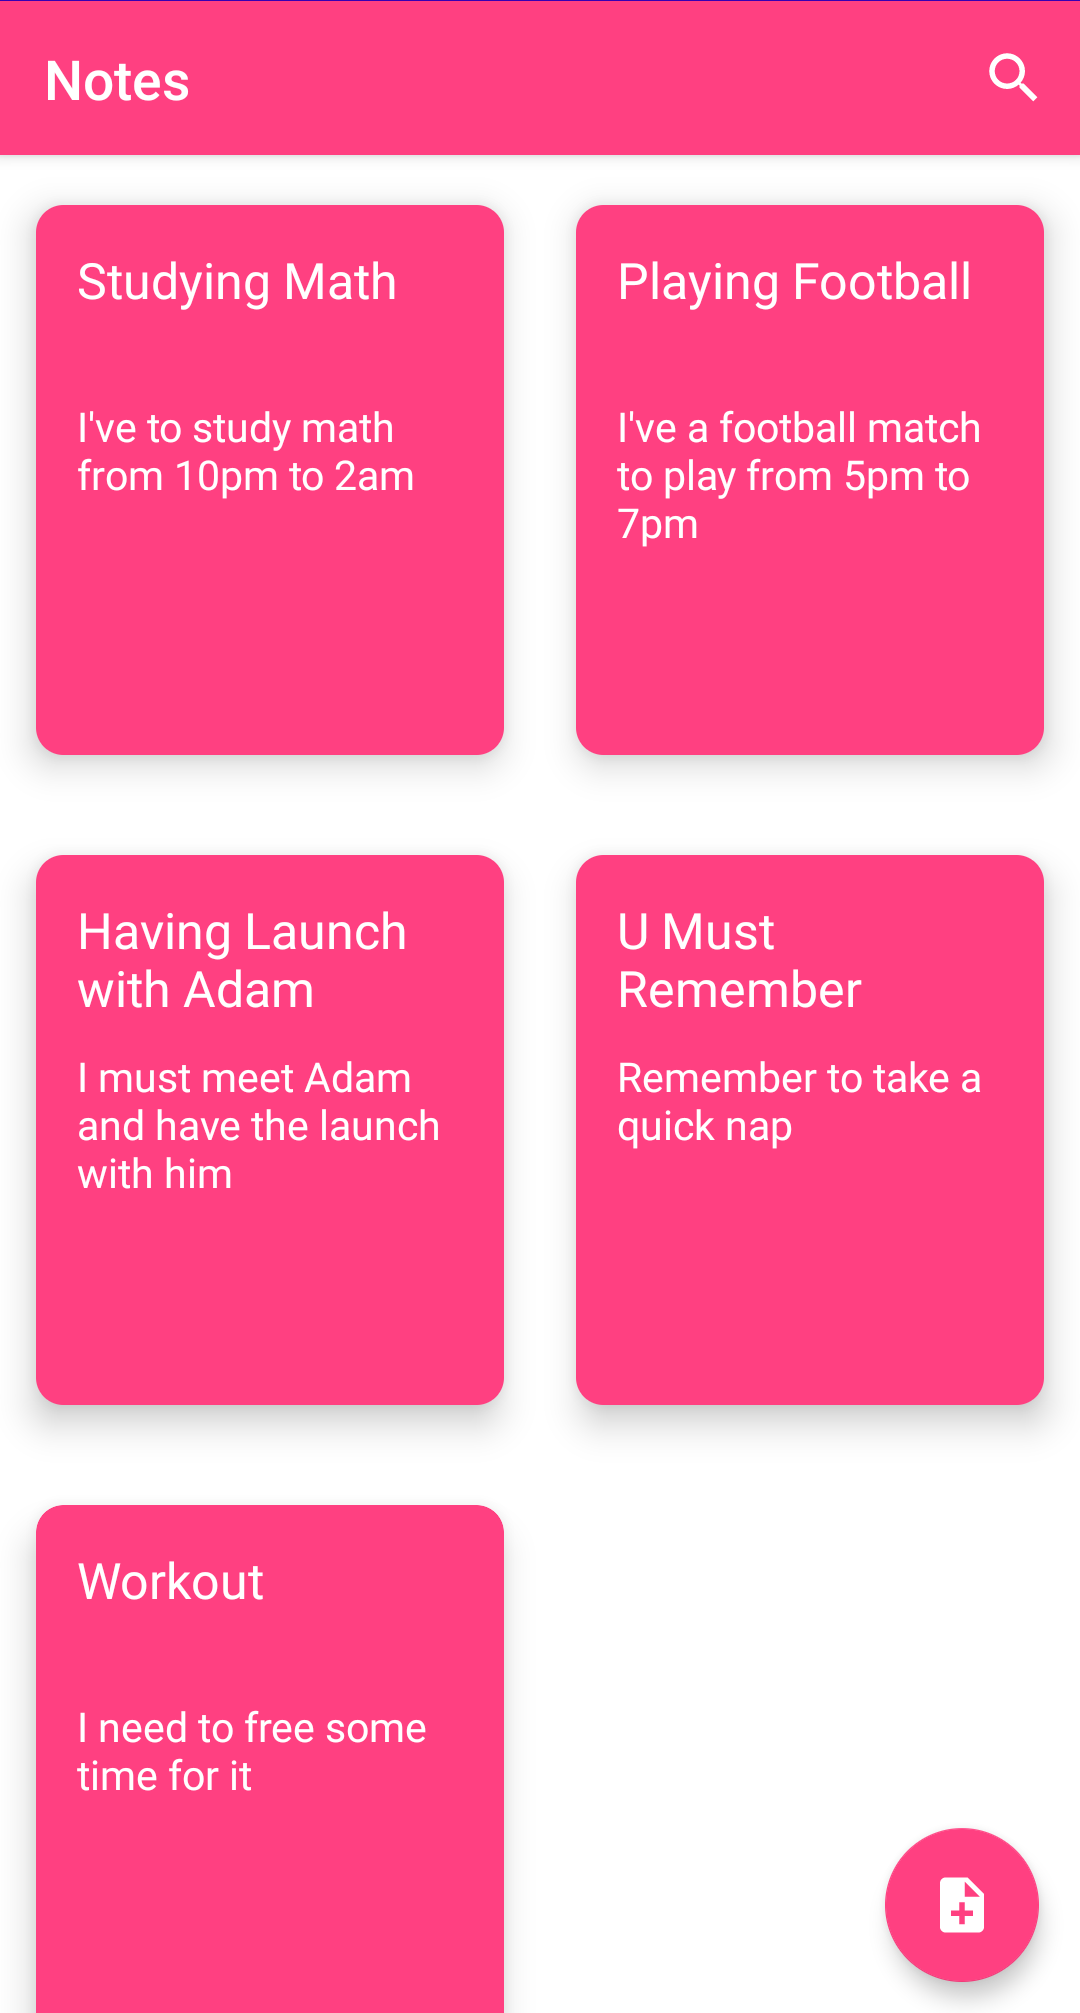 Notes
Studying Math
I've to study math
from 10pm to 2am
Playing Football
I've a football match
to play from 5pm to
7pm
Having Launch
with Adam
I must meet Adam
and have the launch
with him
U Must
Remember
Remember to take a
quick nap
Workout
I need to free some
time for it